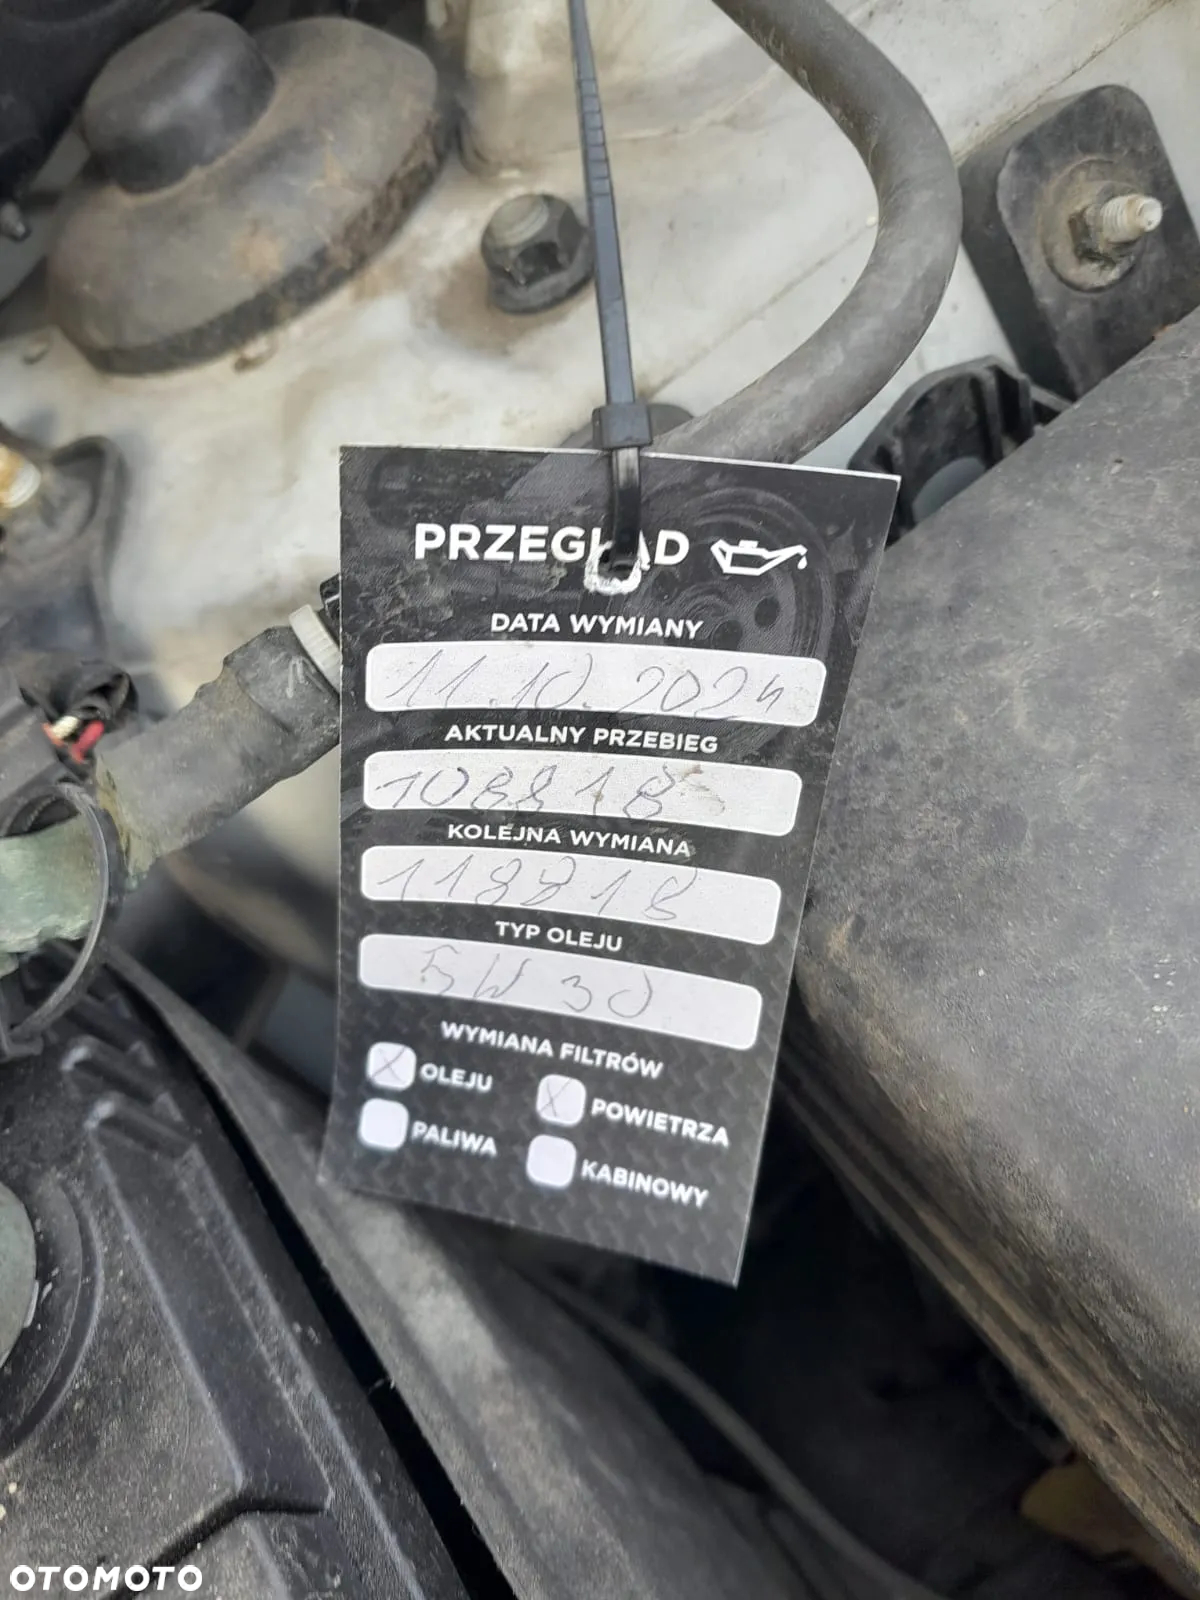 PRZEGLĄD
DATA WYMIANY
11.10.2024
AKTUALNY PRZEBIEG
108818
KOLEJNA WYMIANA
118818
TYP OLEJU
5W30
WYMIANA FILTRÓW
X OLEJU
X POWIETRZA
PALIWA
KABINOWY
OTOMOTO